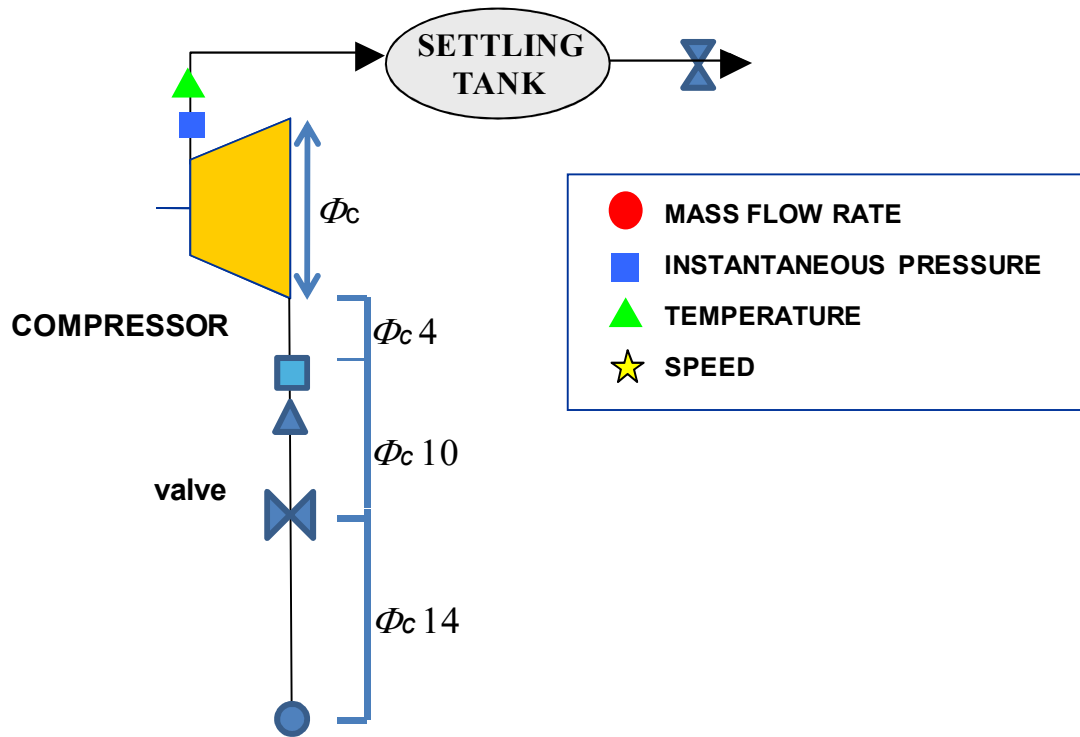 SETTLING
TANK
Φc
MASS FLOW RATE
INSTANTANEOUS PRESSURE
TEMPERATURE
SPEED
COMPRESSOR
Φc 4
Φc 10
valve
Φc 14